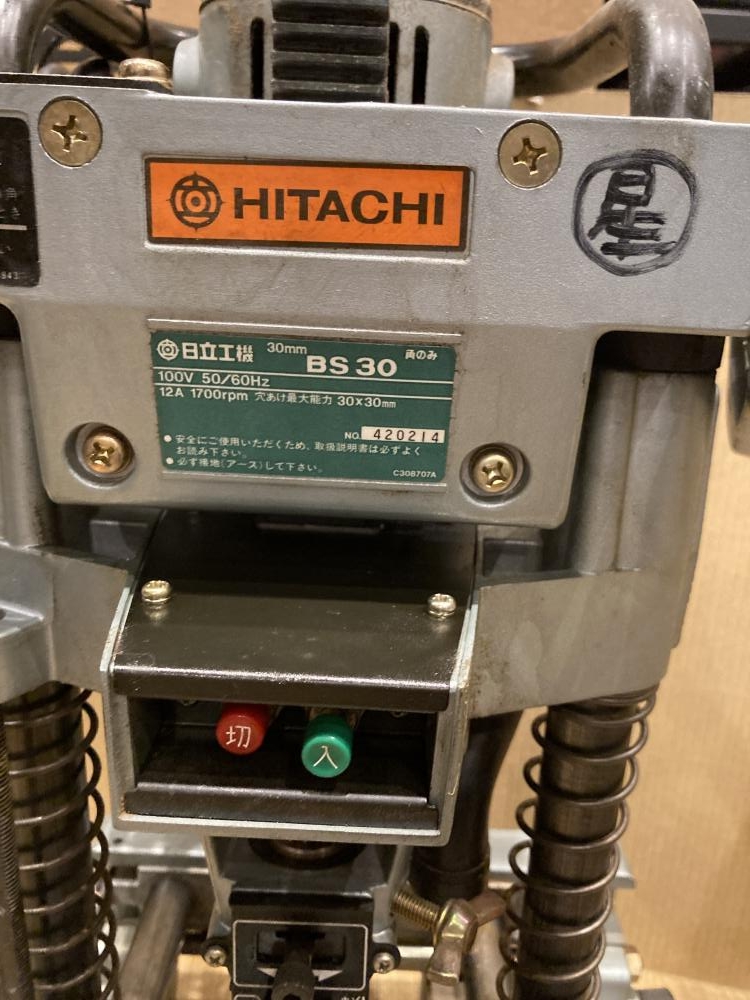 HITACHI
日立工機 30mm BS 30 角のみ
100V 50/60Hz
12A 1700rpm 穴あけ最大能力 30×30mm
NO. 420214
●安全にご使用いただくため、取扱説明書は必ずよく
お読み下さい。
●必ず接地(アース)して下さい。
C308707A
切 入